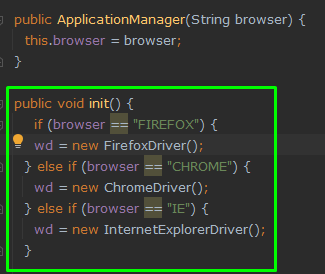 public ApplicationManager(String browser) {
this.browser = browser;
}
public void init() {
if (browser == "FIREFOX") {
wd = new FirefoxDriver();
} else if (browser == "CHROME") {
wd = new ChromeDriver();
} else if (browser == "IE") {
wd = new InternetExplorerDriver();
}